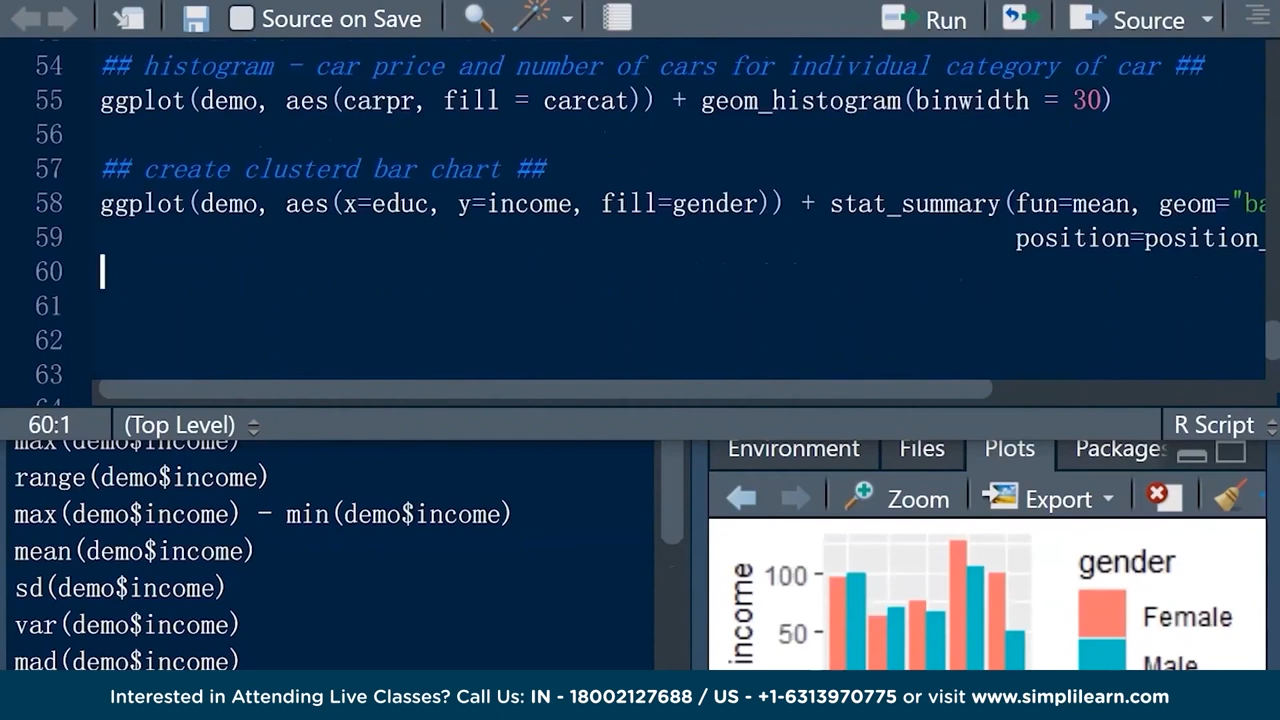 Source on Save
Run
Source
54 ## histogram - car price and number of cars for individual category of car ##
55 ggplot(demo, aes(carpr, fill = carcat)) + geom_histogram(binwidth = 30)
56
57 ## create clusterd bar chart ##
58 ggplot(demo, aes(x=educ, y=income, fill=gender)) + stat_summary(fun=mean, geom="ba
59 position=position_
60
61
62
63
60:1 (Top Level) R Script
max(demo$income)
range(demo$income)
max(demo$income) - min(demo$income)
mean(demo$income)
sd(demo$income)
var(demo$income)
mad(demo$income)
Environment Files Plots Packages
Zoom Export
income
100
50
gender
Female
Male
Interested in Attending Live Classes? Call Us: IN - 18002127688 / US - +1-6313970775 or visit www.simplilearn.com